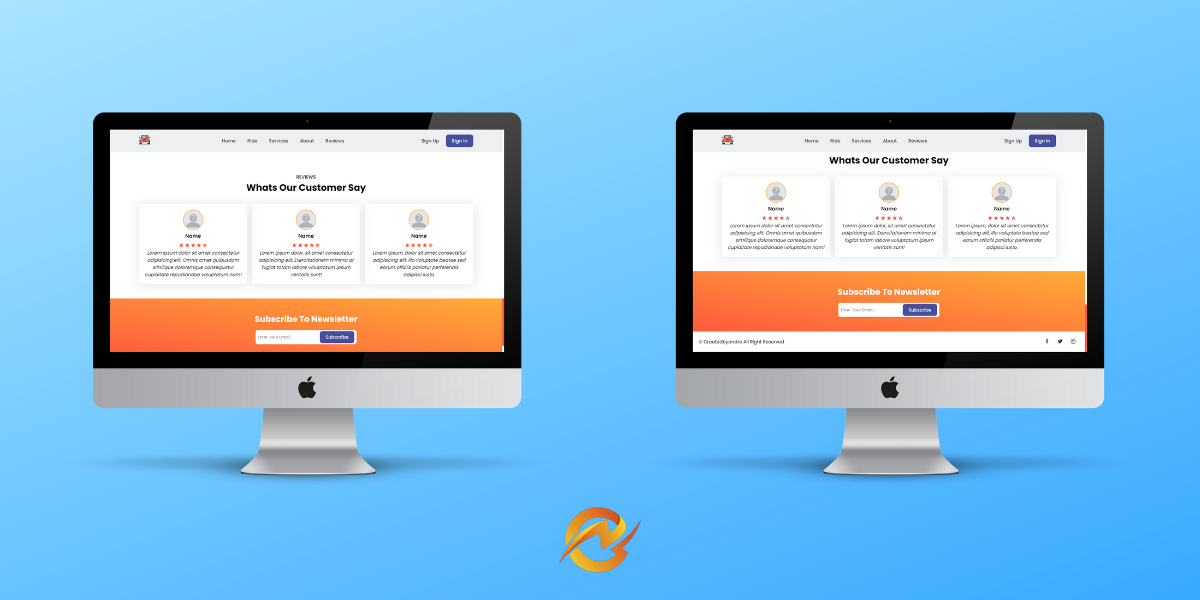 Home Ride Services About Reviews Sign Up Sign In
REVIEWS
Whats Our Customer Say
Name Name Name
Lorem ipsum dolor sit amet consectetur
adipisicing elit. Omnis amet quibusdam
similique doloremque consequatur
cupiditate repudiandae voluptatum nam!
Lorem ipsum dolor sit amet consectetur
adipisicing elit. Exercitationem minima at
fugiat totam labore voluptatum ipsum
veritatis sunt!
Lorem ipsum dolor sit amet consectetur
adipisicing elit. Illo voluptate beatae sed
earum officiis pariatur perferendis
adipisci iusto.
Subscribe To Newsletter
Enter Your Email... Subscribe
Home Ride Services About Reviews Sign Up Sign In
Whats Our Customer Say
Name Name Name
Lorem ipsum dolor sit amet consectetur
adipisicing elit. Omnis amet quibusdam
similique doloremque consequatur
cupiditate repudiandae voluptatum nam!
Lorem ipsum dolor sit amet consectetur
adipisicing elit. Exercitationem minima at
fugiat totam labore voluptatum ipsum
veritatis sunt!
Lorem ipsum dolor sit amet consectetur
adipisicing elit. Illo voluptate beatae sed
earum officiis pariatur perferendis
adipisci iusto.
Subscribe To Newsletter
Enter Your Email... Subscribe
© Createdbyandra All Right Reserved